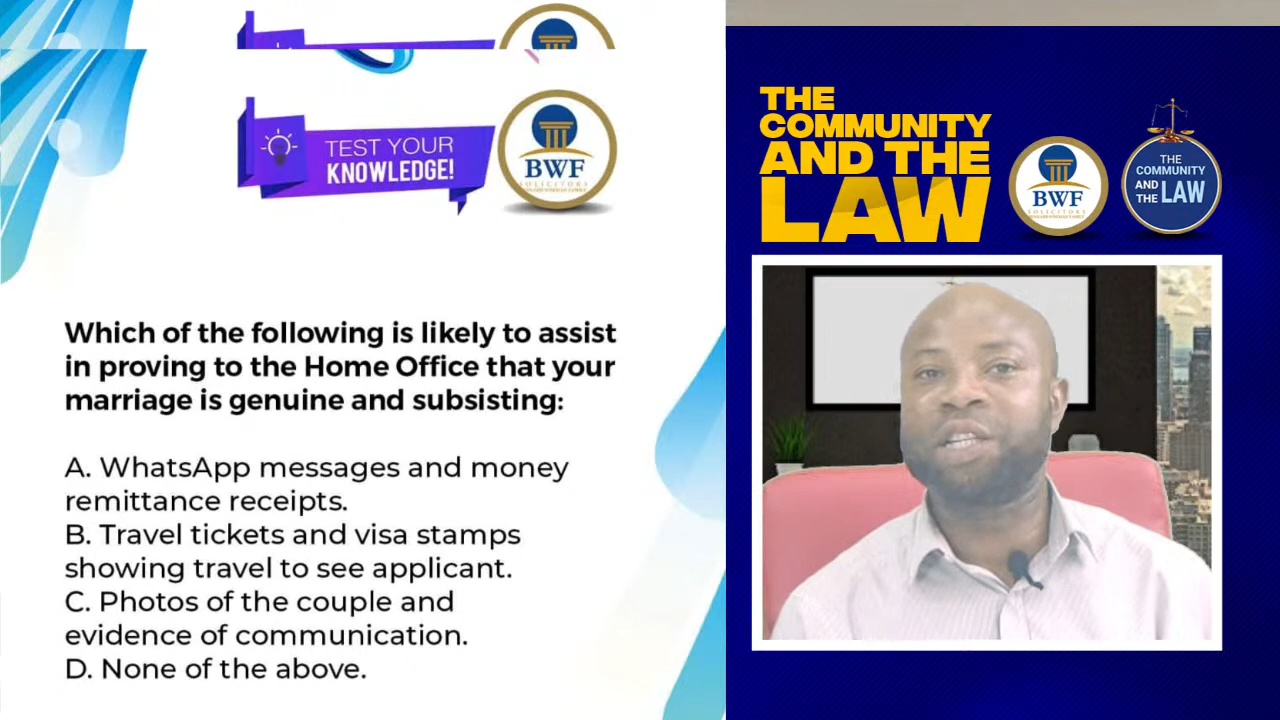 TEST YOUR
KNOWLEDGE!
BWF
SOLICITORS
Which of the following is likely to assist
in proving to the Home Office that your
marriage is genuine and subsisting:
A. WhatsApp messages and money
remittance receipts.
B. Travel tickets and visa stamps
showing travel to see applicant.
C. Photos of the couple and
evidence of communication.
D. None of the above.
THE
COMMUNITY
AND THE
LAW
BWF
SOLICITORS
THE
COMMUNITY
AND
THE LAW